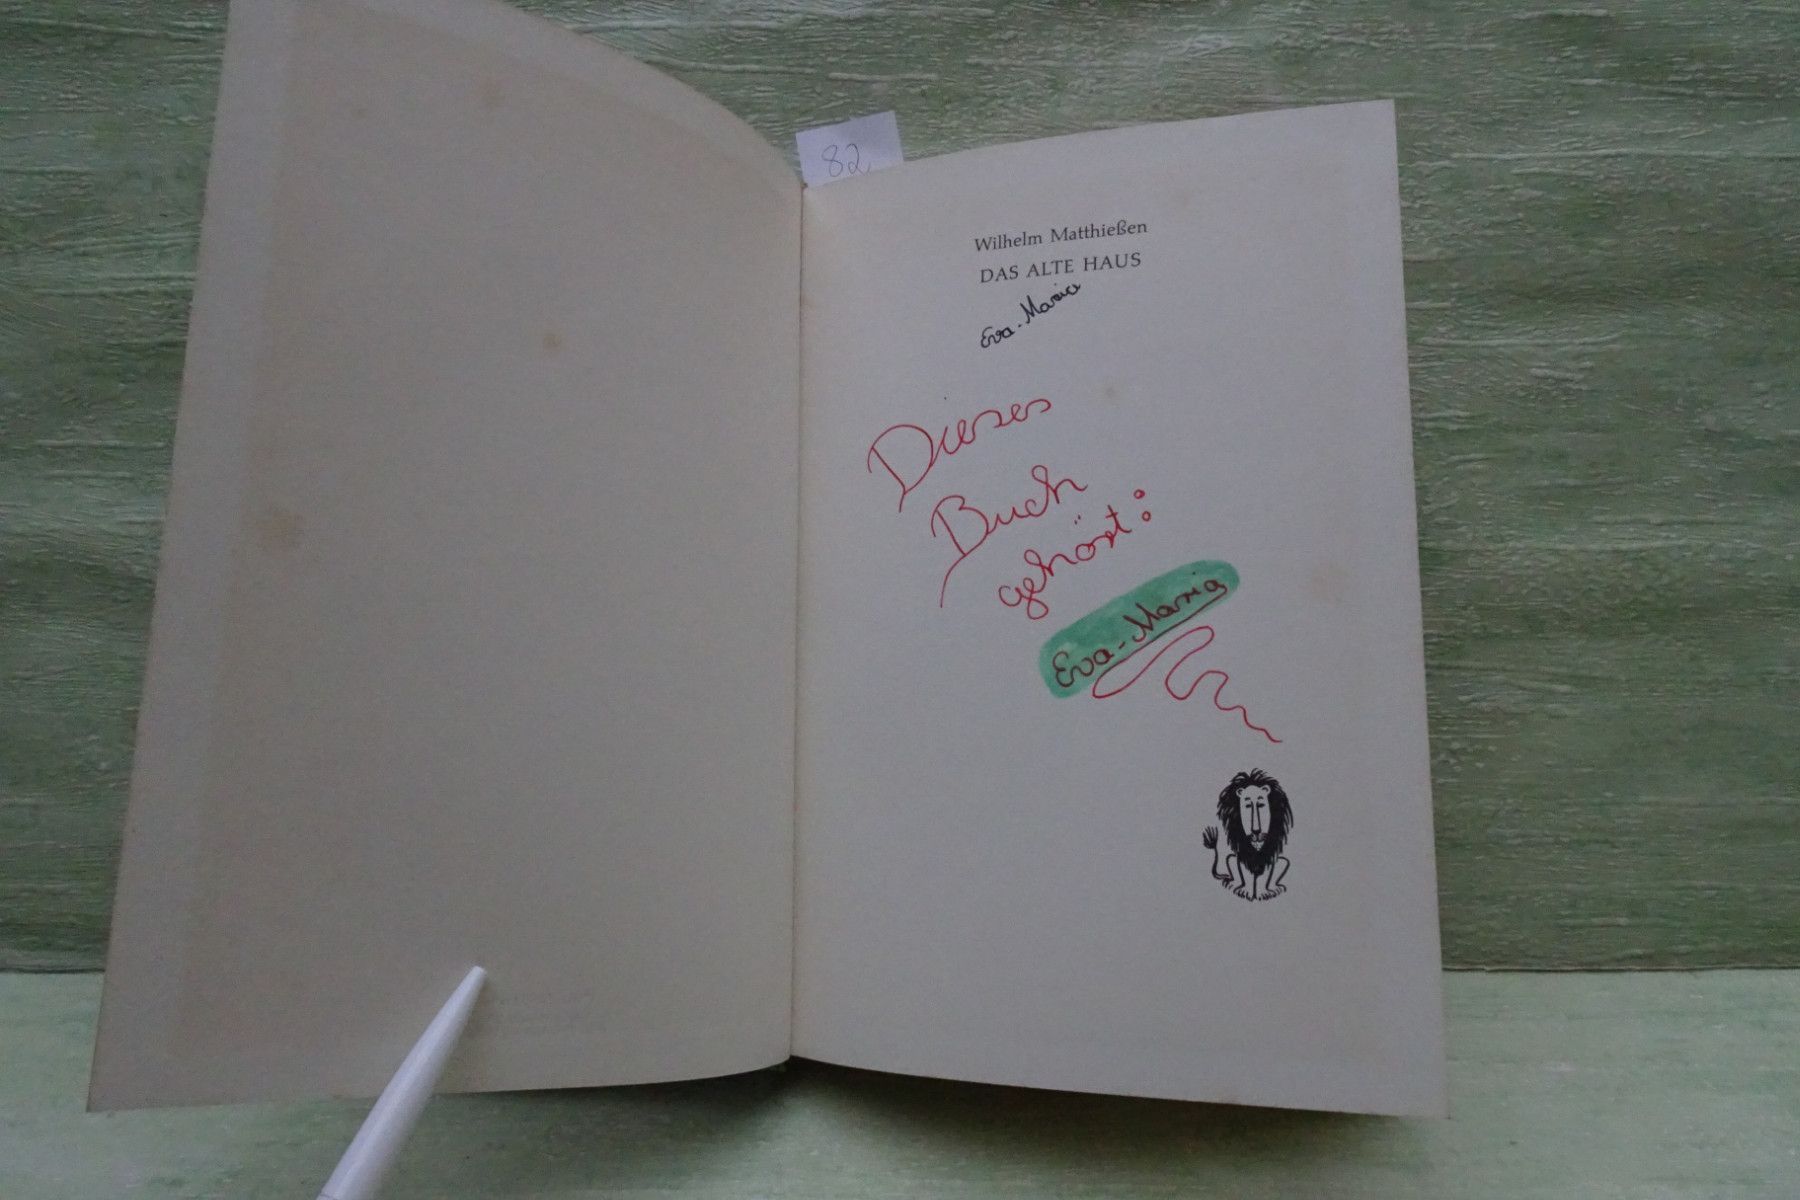 82
Wilhelm Matthießen
DAS ALTE HAUS
Eva-Maria
Dieses
Buch
gehört:
Eva-Maria